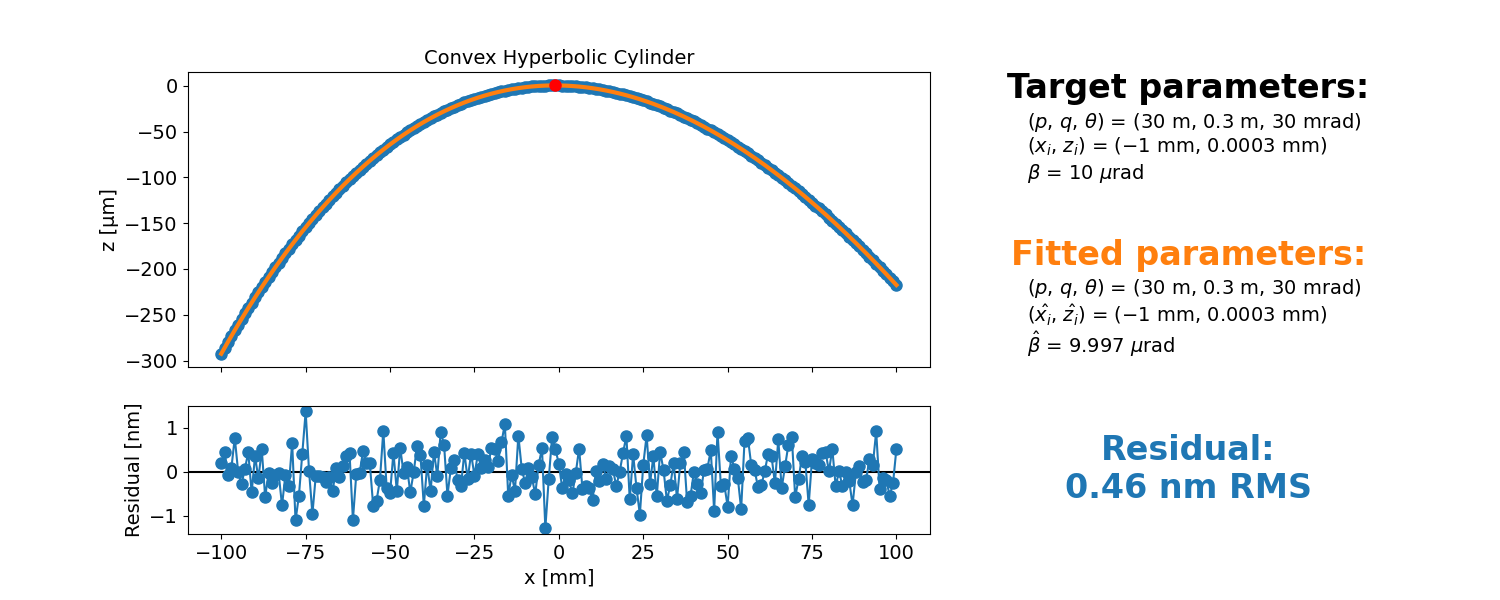 Convex Hyperbolic Cylinder
z [μm]
0
−50
−100
−150
−200
−250
−300
Residual [nm]
1
0
−1
−100 −75 −50 −25 0 25 50 75 100
x [mm]
Target parameters:
(p, q, θ) = (30 m, 0.3 m, 30 mrad)
(xᵢ, zᵢ) = (−1 mm, 0.0003 mm)
β = 10 μrad
Fitted parameters:
(p, q, θ) = (30 m, 0.3 m, 30 mrad)
(x̂ᵢ, ẑᵢ) = (−1 mm, 0.0003 mm)
β̂ = 9.997 μrad
Residual:
0.46 nm RMS